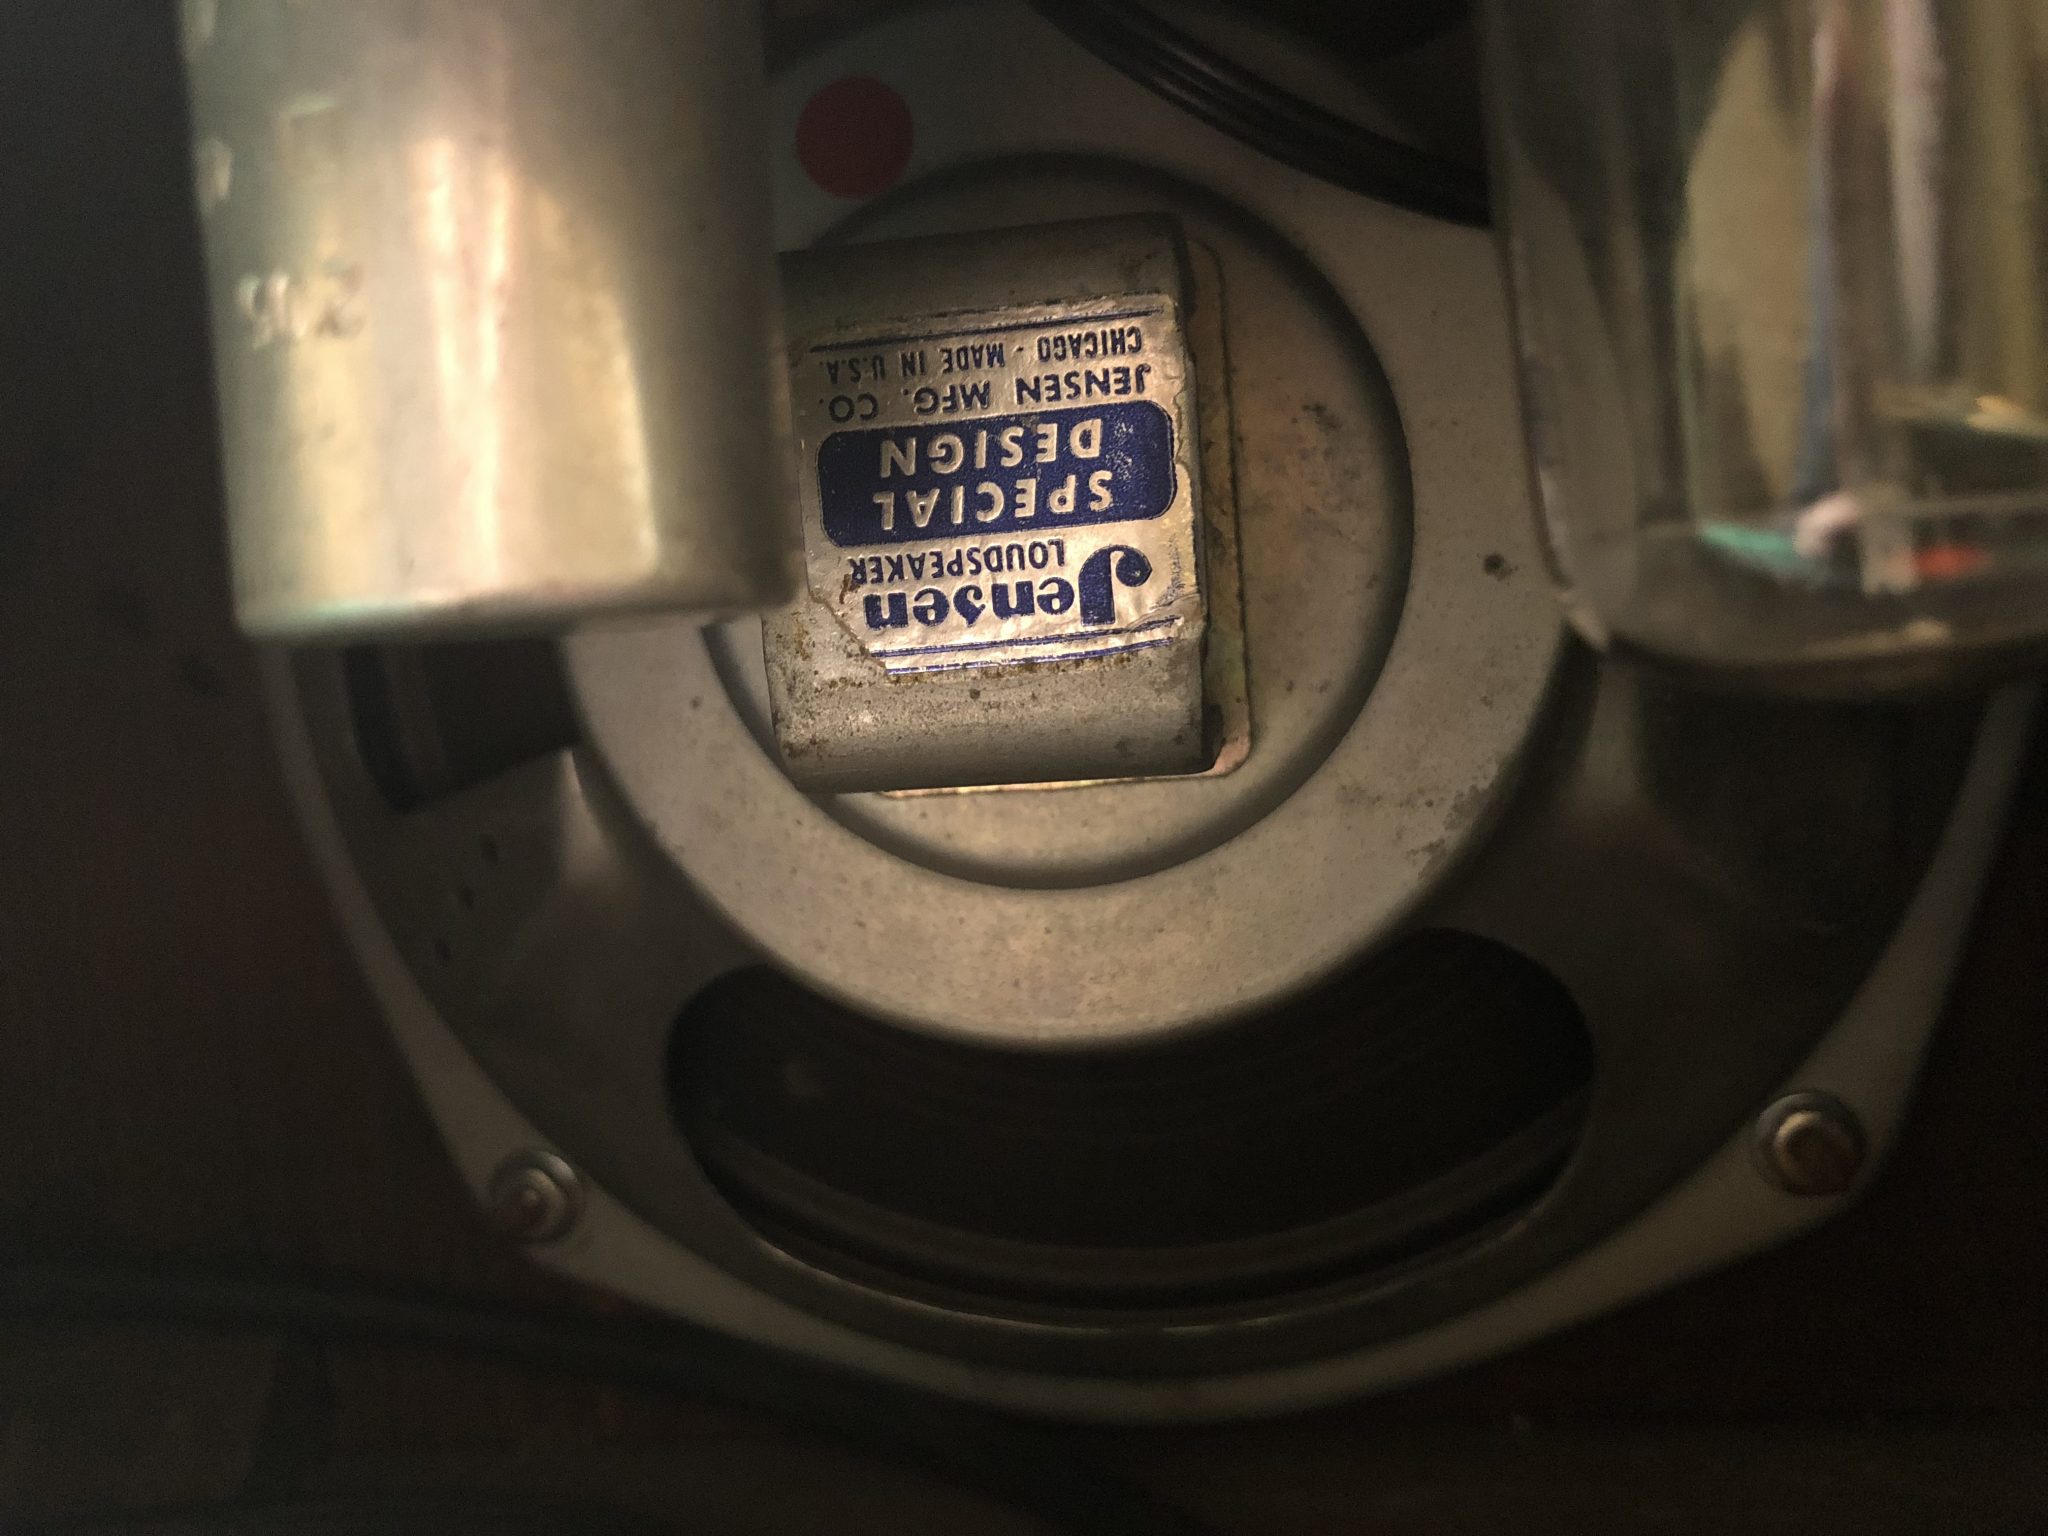 Jensen
LOUDSPEAKER
SPECIAL
DESIGN
JENSEN MFG. CO.
CHICAGO - MADE IN U.S.A.